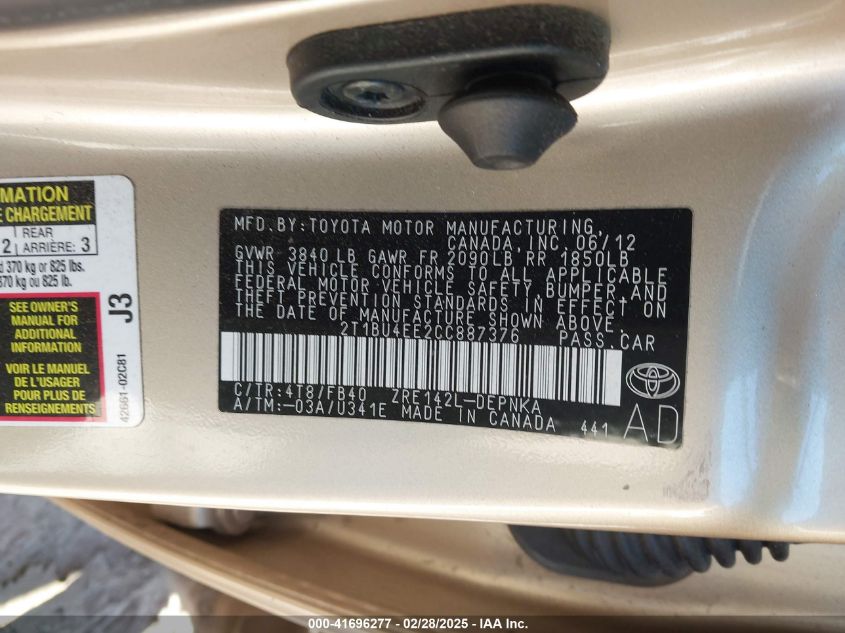 MATION
E CHARGEMENT
REAR
2 ARRIÈRE: 3
d 370 kg or 825 lbs.
370 kg ou 825 lb.
SEE OWNER'S
MANUAL FOR
ADDITIONAL
INFORMATION
VOIR LE MANUEL
DE L'USAGER
POUR PLUS DE
RENSEIGNEMENTS
J3
42661-02C81
MFD.BY:TOYOTA MOTOR MANUFACTURING,
CANADA, INC. 06/12
GVWR 3840 LB GAWR FR 2090LB RR 1850LB
THIS VEHICLE CONFORMS TO ALL APPLICABLE
FEDERAL MOTOR VEHICLE SAFETY, BUMPER, AND
THEFT PREVENTION STANDARDS IN EFFECT ON
THE DATE OF MANUFACTURE SHOWN ABOVE.
2T1BU4EE2CC887376 PASS.CAR
C/TR:4T87/FB40 ZRE142L-DEPNKA
A/TM:-03A/U341E MADE IN CANADA 441
AD
000-41696277 - 02/28/2025 - IAA Inc.